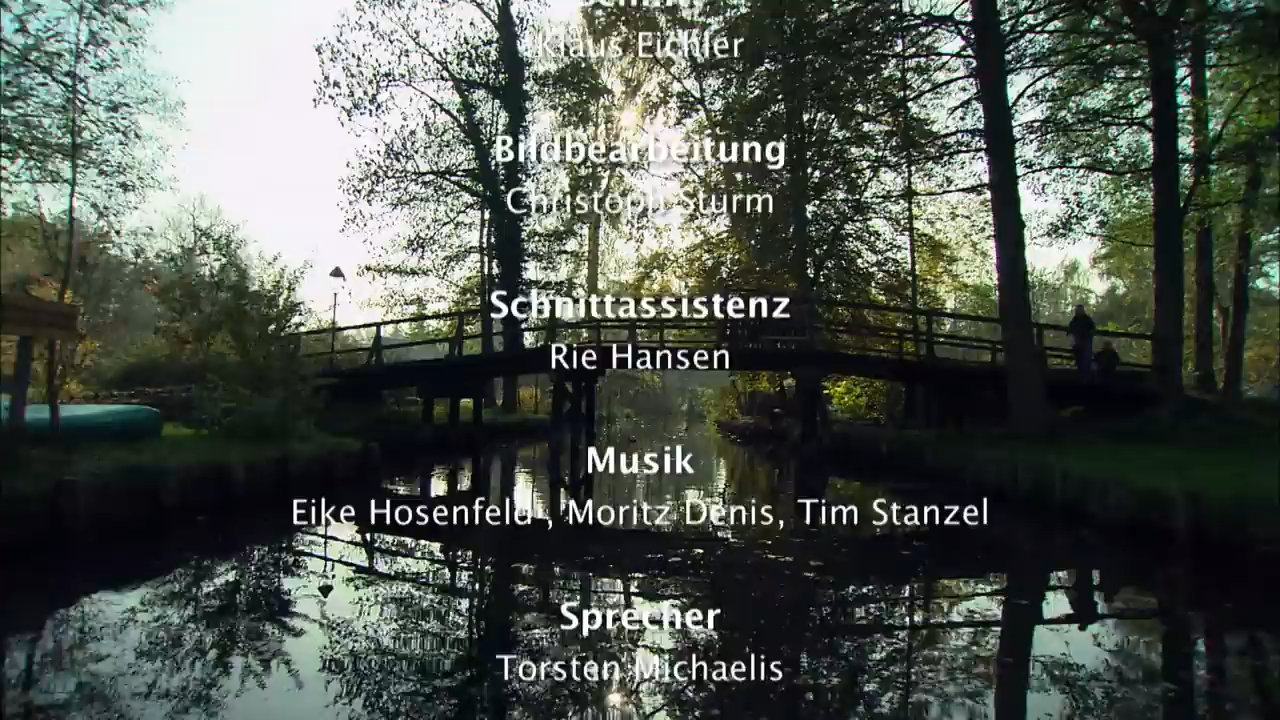 Klaus Eichler
Bildbearbeitung
Christoph Sturm
Schnittassistenz
Rie Hansen
Musik
Eike Hosenfeld , Moritz Denis, Tim Stanzel
Sprecher
Torsten Michaelis